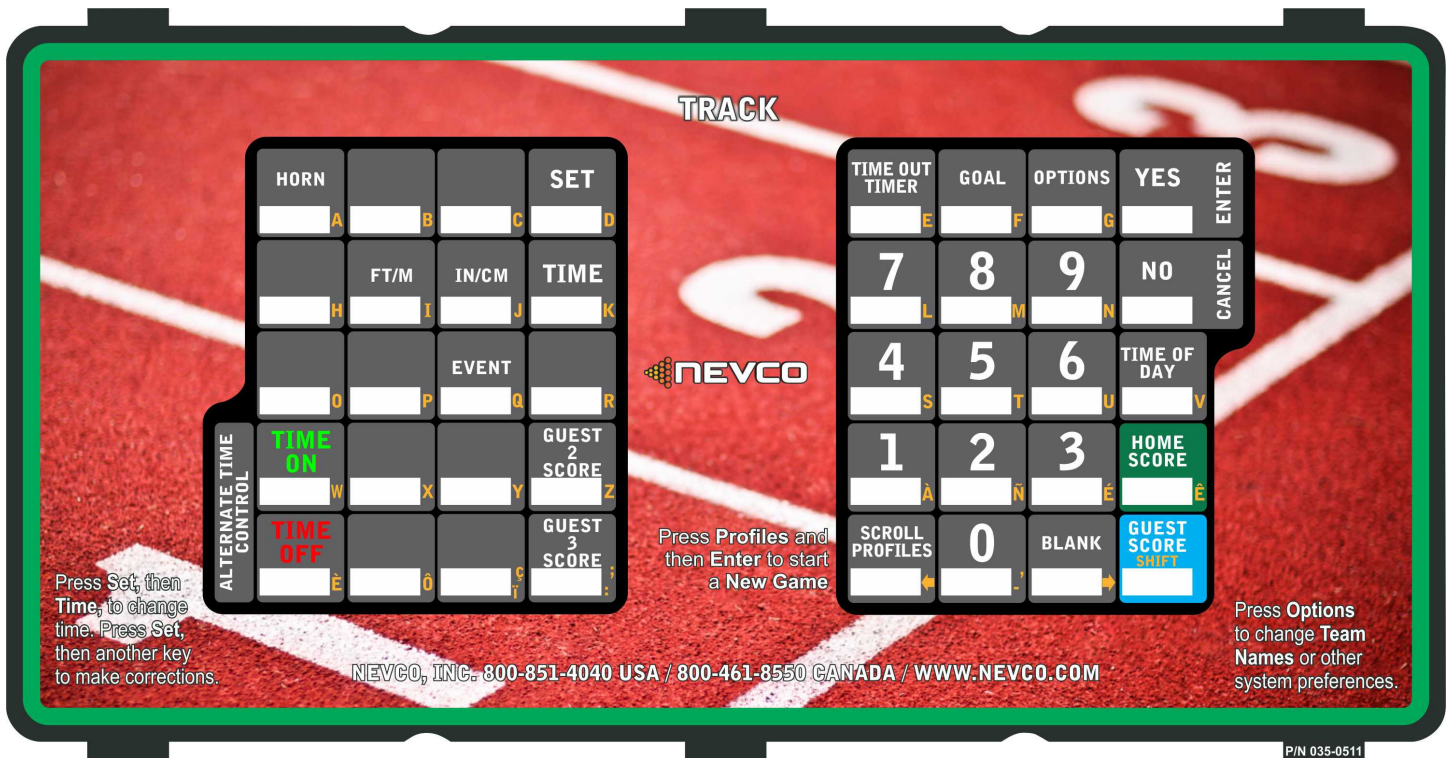 TRACK
HORN
A
B
C
SET
D
H
FT/M
I
IN/CM
J
TIME
K
O
P
EVENT
Q
R
ALTERNATE TIME
CONTROL
TIME
ON
W
X
Y
GUEST
2
SCORE
Z
TIME
OFF
È
Ô
Ç
Ï
GUEST
3
SCORE
;
:
NEVCO
TIME OUT
TIMER
E
GOAL
F
OPTIONS
G
YES
ENTER
7
L
8
M
9
N
NO
CANCEL
4
S
5
T
6
U
TIME OF
DAY
V
1
À
2
Ñ
3
É
HOME
SCORE
Ê
SCROLL
PROFILES
0
'
-
BLANK
GUEST
SCORE
SHIFT
Press Profiles and
then Enter to start
a New Game
Press Set, then
Time, to change
time. Press Set,
then another key
to make corrections.
Press Options
to change Team
Names or other
system preferences.
NEVCO, INC. 800-851-4040 USA / 800-461-8550 CANADA / WWW.NEVCO.COM
P/N 035-0511